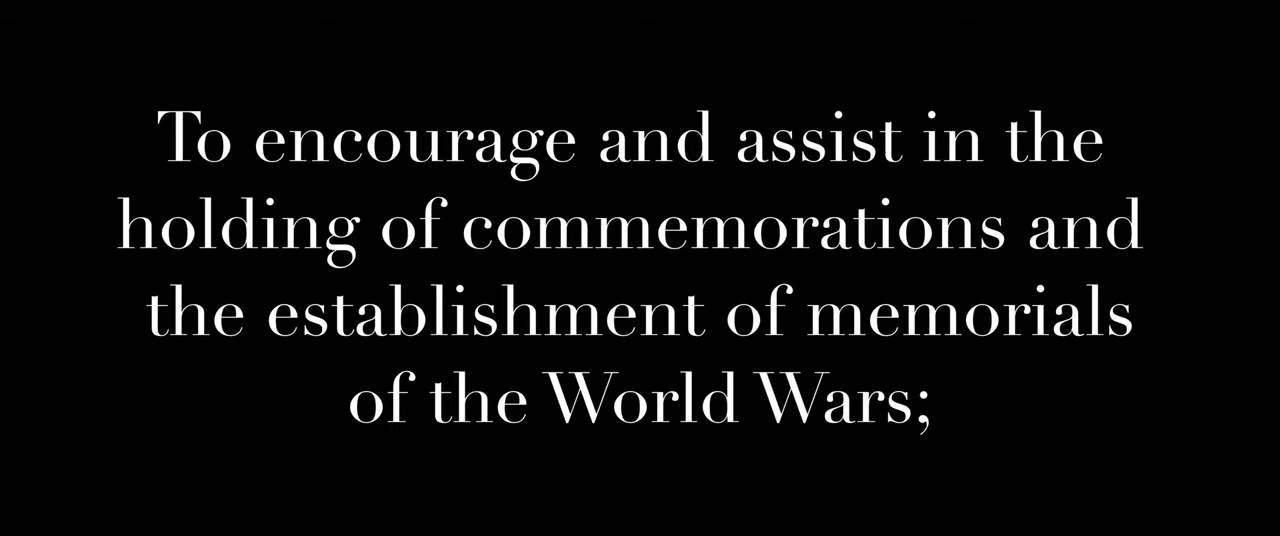 To encourage and assist in the
holding of commemorations and
the establishment of memorials
of the World Wars;